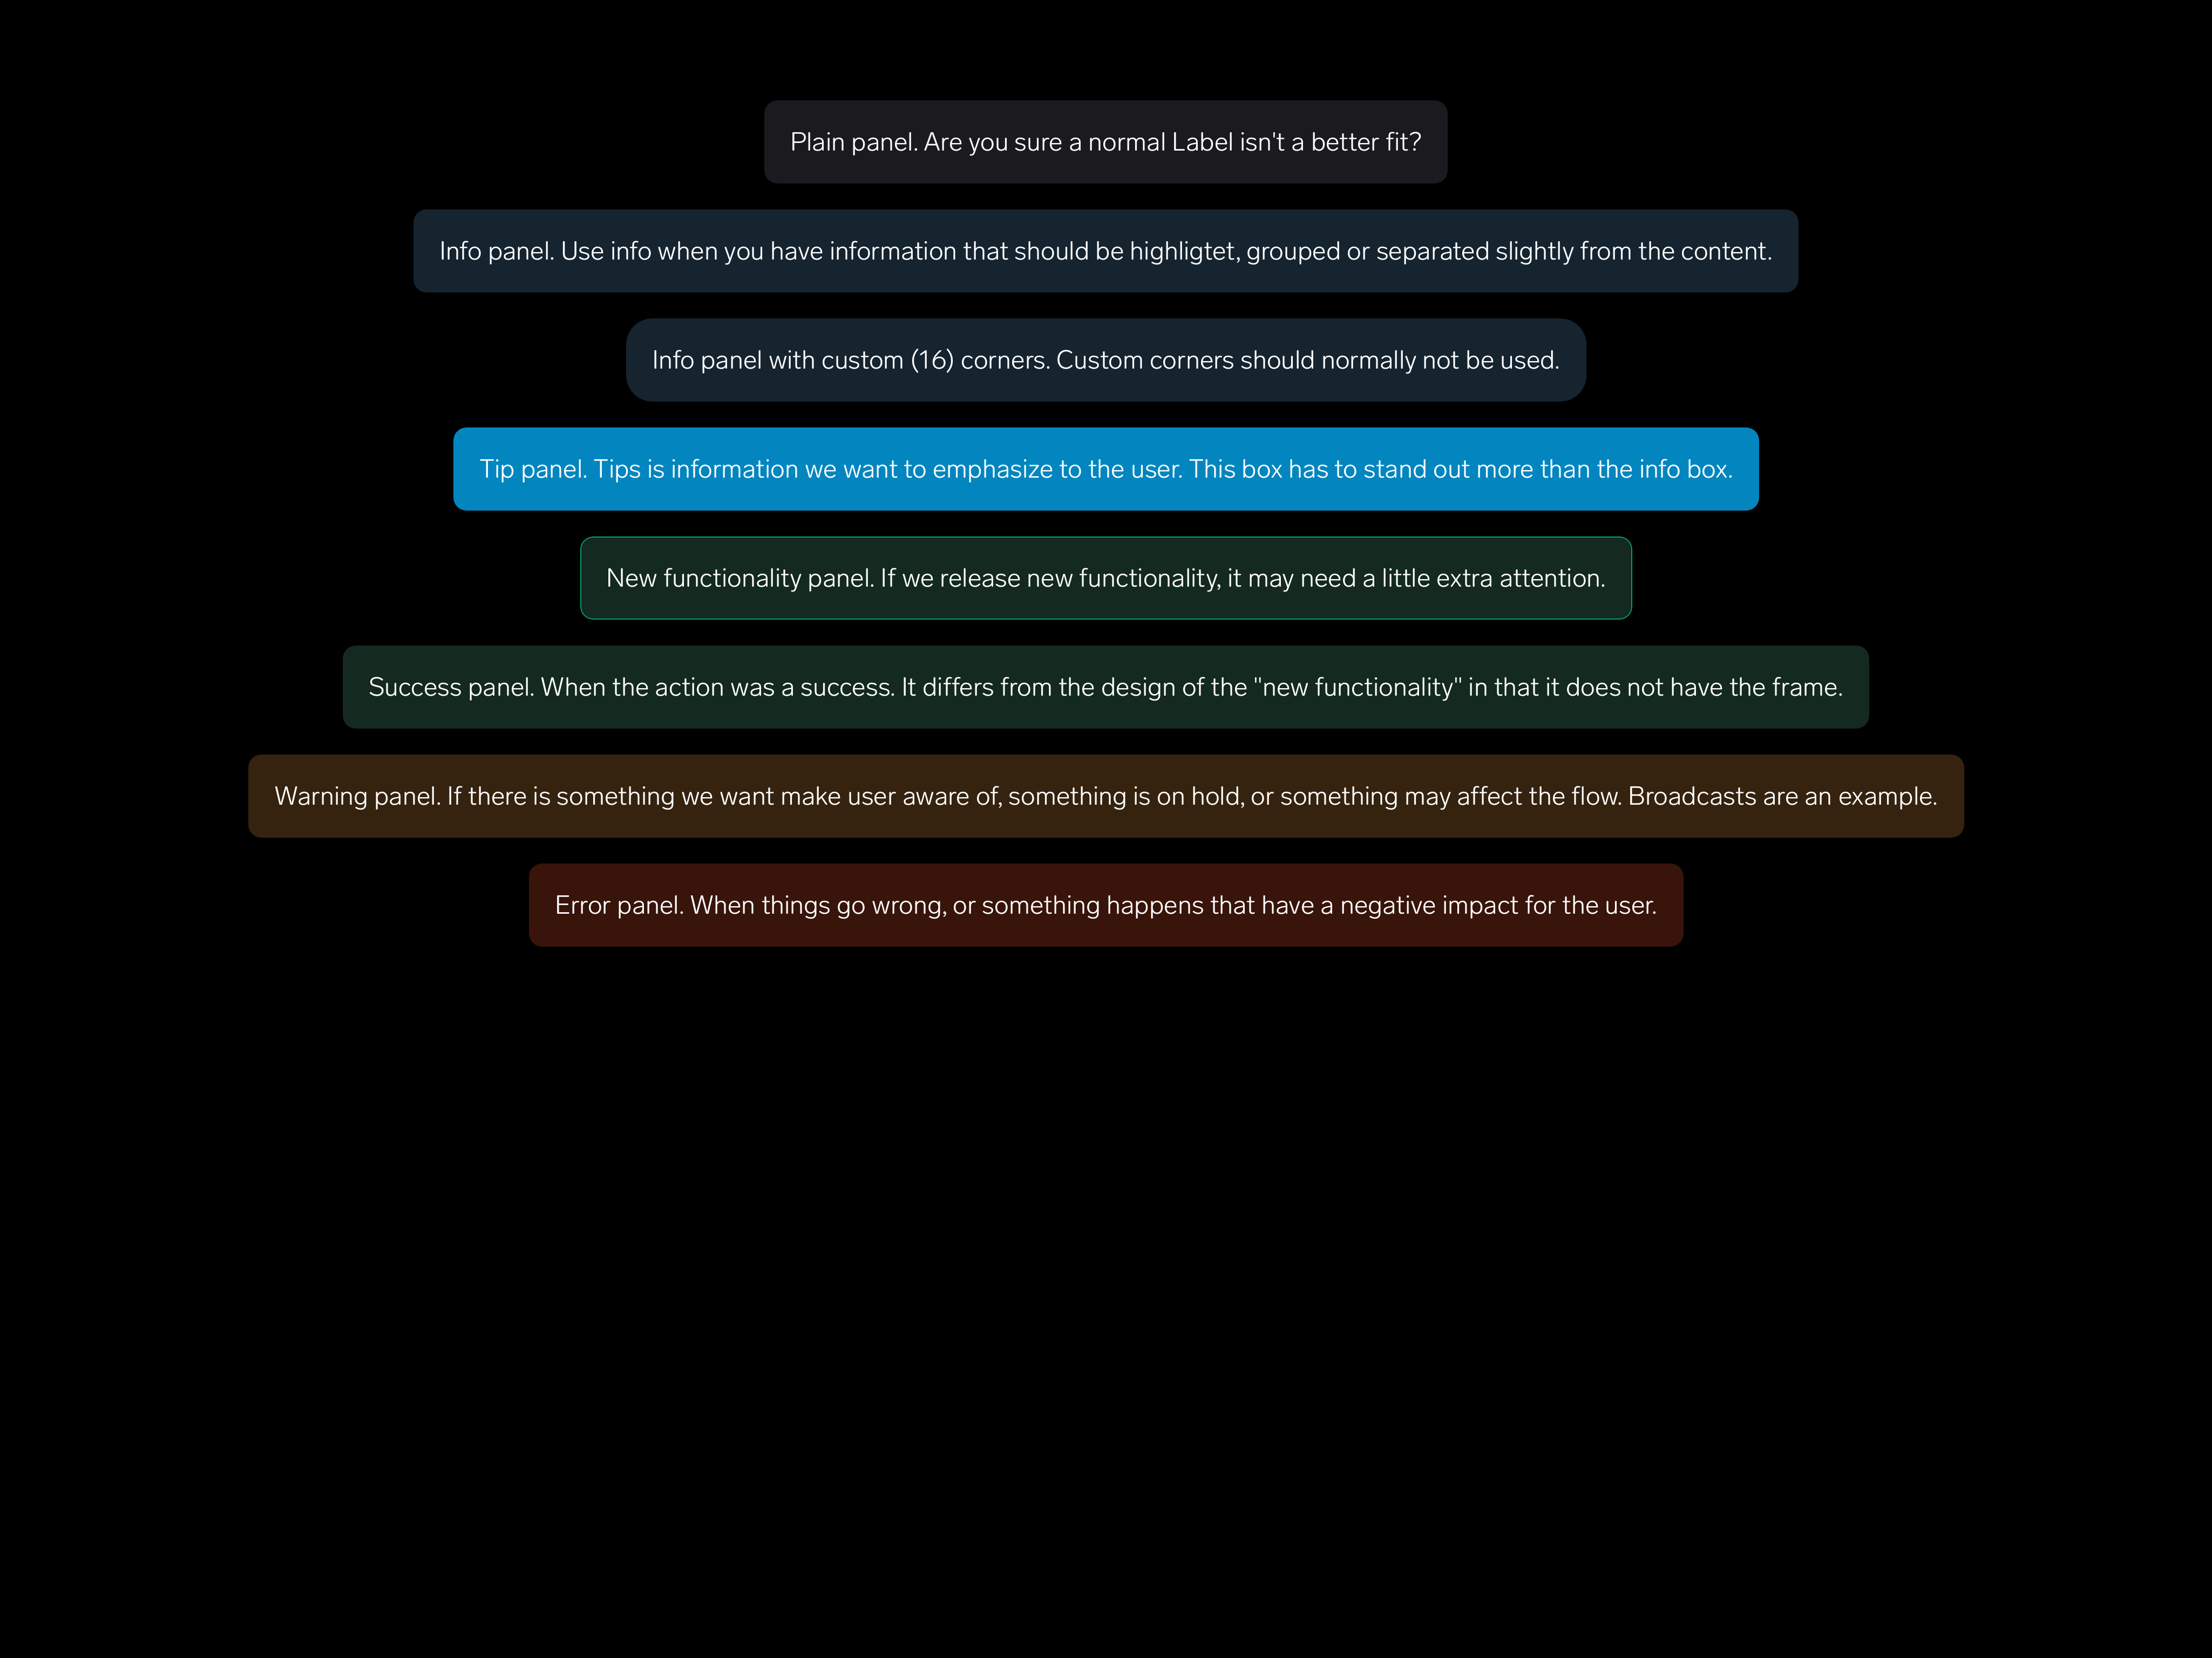 Plain panel. Are you sure a normal Label isn't a better fit?
Info panel. Use info when you have information that should be highligtet, grouped or separated slightly from the content.
Info panel with custom (16) corners. Custom corners should normally not be used.
Tip panel. Tips is information we want to emphasize to the user. This box has to stand out more than the info box.
New functionality panel. If we release new functionality, it may need a little extra attention.
Success panel. When the action was a success. It differs from the design of the "new functionality" in that it does not have the frame.
Warning panel. If there is something we want make user aware of, something is on hold, or something may affect the flow. Broadcasts are an example.
Error panel. When things go wrong, or something happens that have a negative impact for the user.